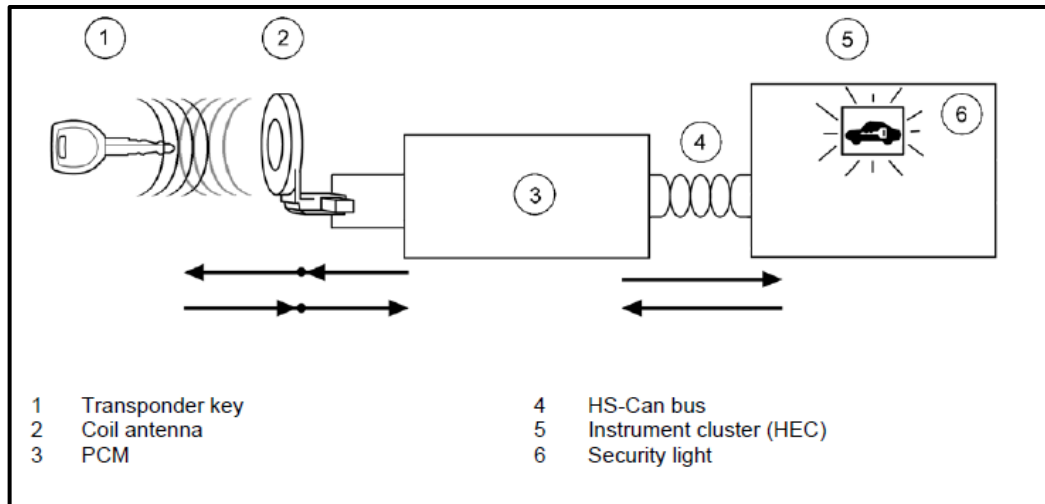 1 2 5
6
4
3
1 Transponder key 4 HS-Can bus
2 Coil antenna 5 Instrument cluster (HEC)
3 PCM 6 Security light